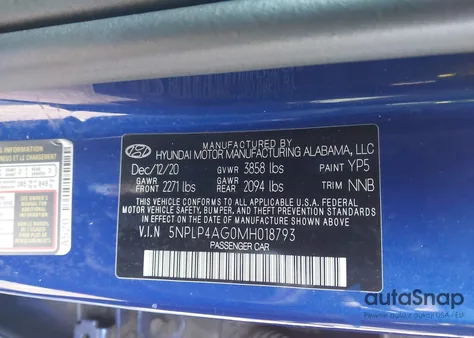 MANUFACTURED BY
HYUNDAI MOTOR MANUFACTURING ALABAMA, LLC
Dec/12/20 GVWR 3858 lbs PAINT YP5
GAWR FRONT 2271 lbs GAWR REAR 2094 lbs TRIM NNB
THIS VEHICLE CONFORMS TO ALL APPLICABLE U.S.A. FEDERAL
MOTOR VEHICLE SAFETY, BUMPER, AND THEFT PREVENTION
STANDARDS IN EFFECT ON THE DATE OF MANUFACTURE SHOWN ABOVE.
V.I.N 5NPLP4AG0MH018793
PASSENGER CAR
autoSnap